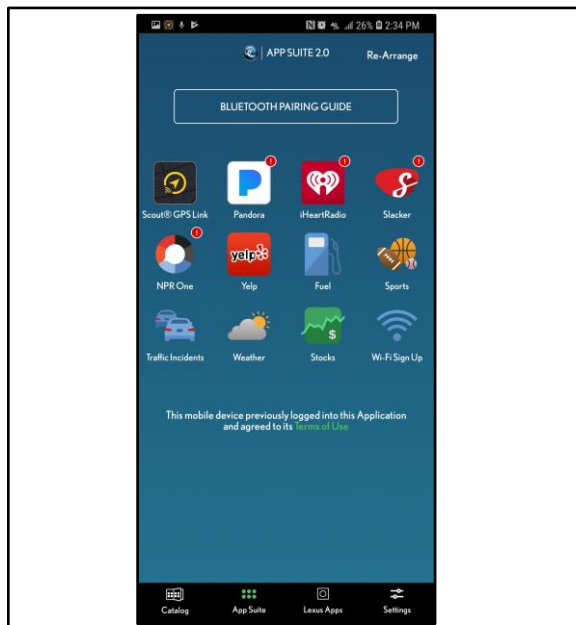 26% 2:34 PM
APP SUITE 2.0
Re-Arrange
BLUETOOTH PAIRING GUIDE
Scout® GPS Link
Pandora
iHeartRadio
Slacker
NPR One
yelp
Yelp
Fuel
Sports
Traffic Incidents
Weather
Stocks
Wi-Fi Sign Up
This mobile device previously logged into this Application
and agreed to its Terms of Use
Catalog
App Suite
Lexus Apps
Settings